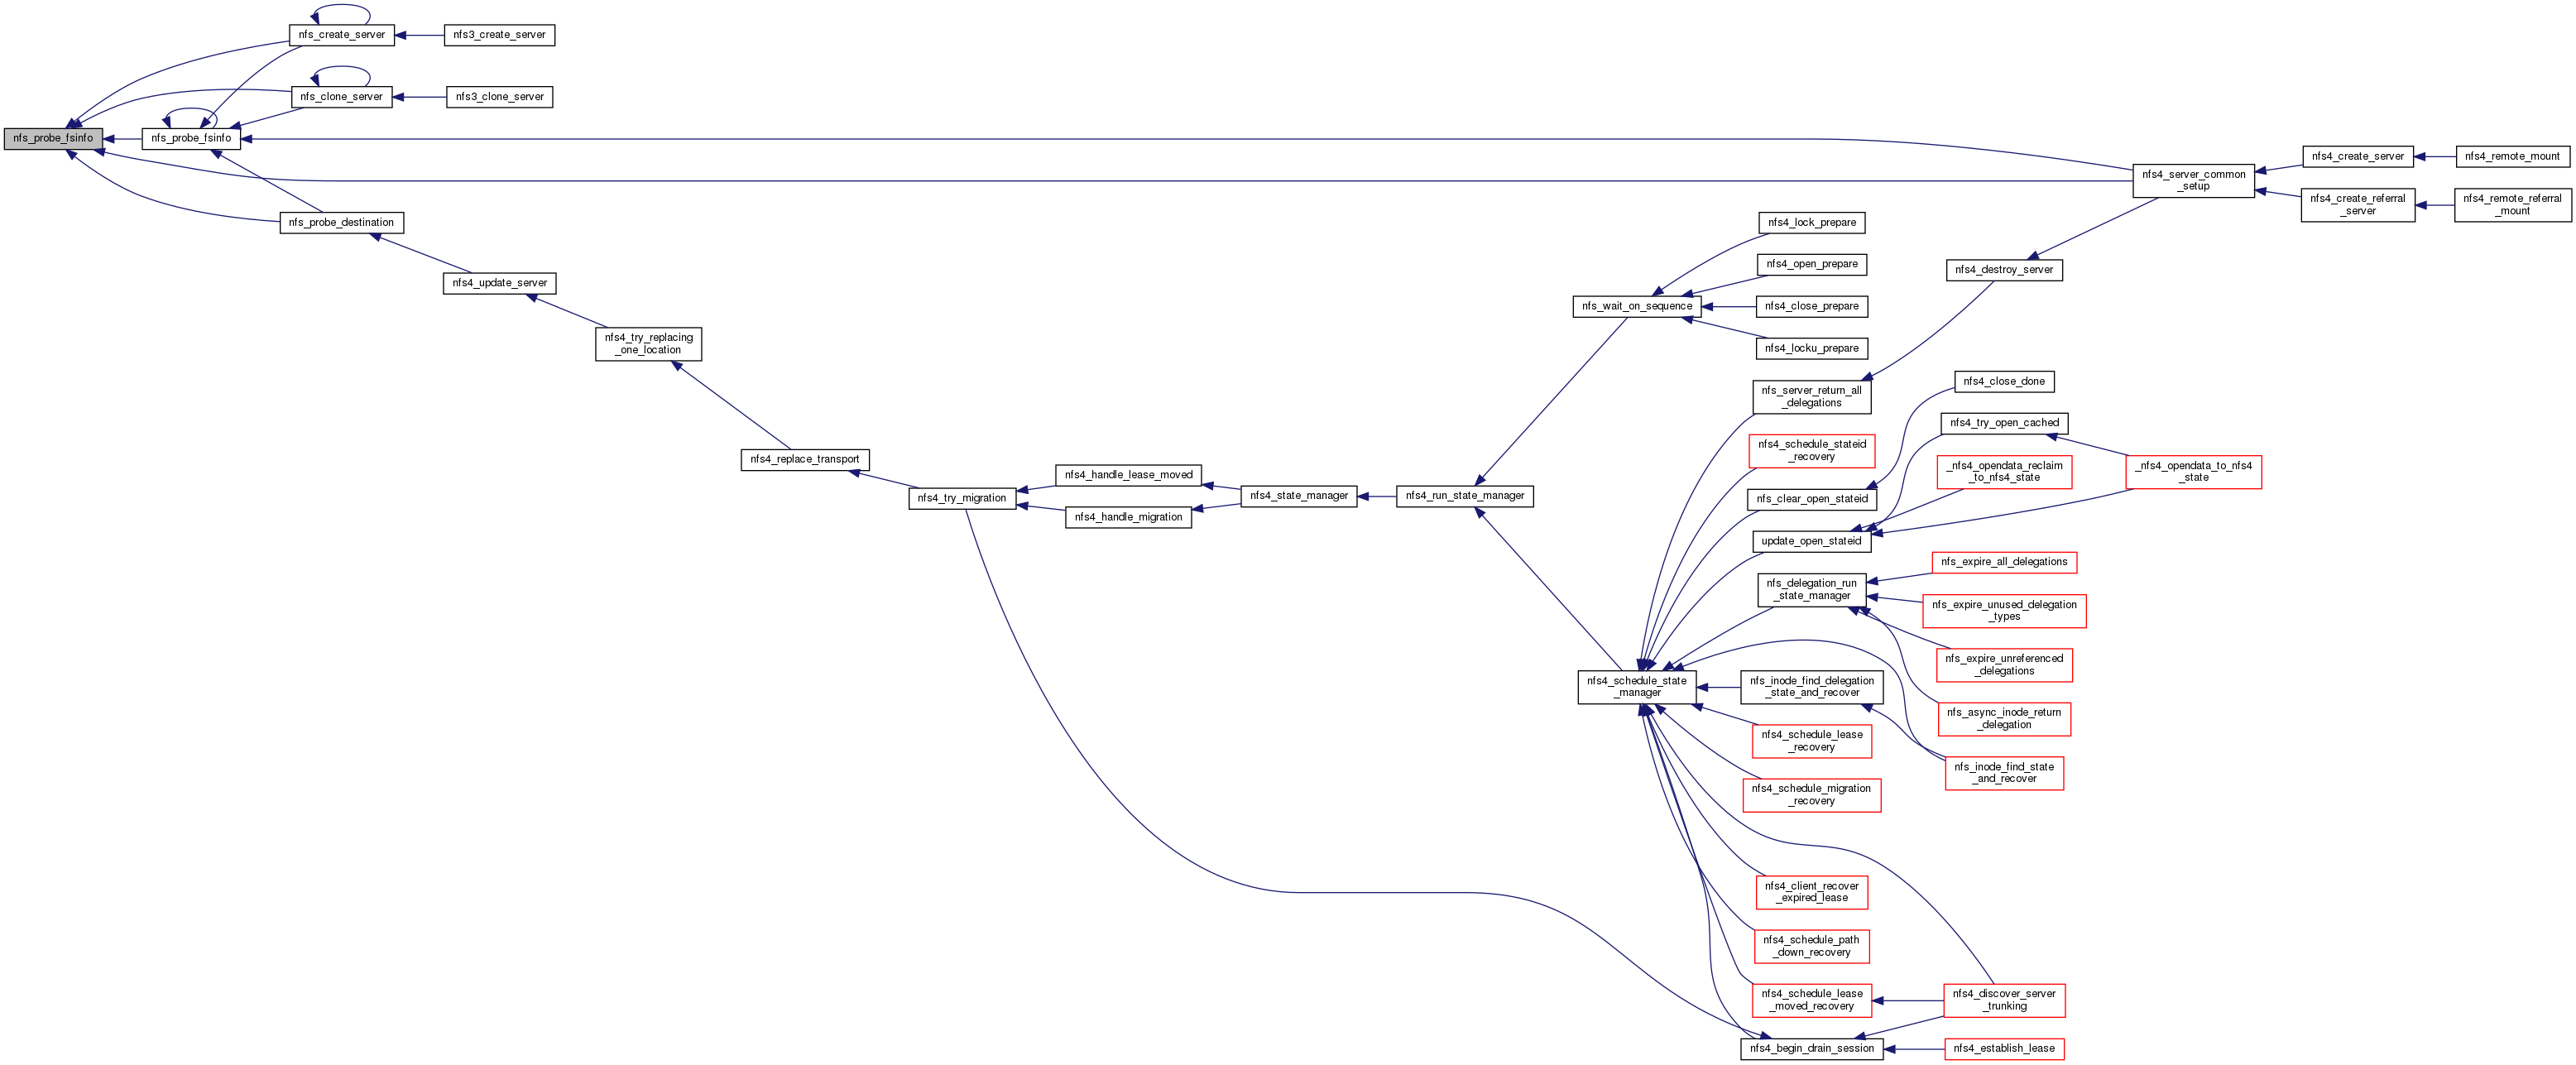 nfs_create_server
nfs3_create_server
nfs_clone_server
nfs3_clone_server
nfs_probe_fsinfo
nfs_probe_fsinfo
nfs_probe_destination
nfs4_update_server
nfs4_try_replacing
_one_location
nfs4_replace_transport
nfs4_try_migration
nfs4_handle_lease_moved
nfs4_handle_migration
nfs4_state_manager
nfs4_run_state_manager
nfs_wait_on_sequence
nfs4_lock_prepare
nfs4_open_prepare
nfs4_close_prepare
nfs4_locku_prepare
nfs4_schedule_state
_manager
nfs_server_return_all
_delegations
nfs4_schedule_stateid
_recovery
nfs_clear_open_stateid
update_open_stateid
nfs_delegation_run
_state_manager
nfs_inode_find_delegation
_state_and_recover
nfs4_schedule_lease
_recovery
nfs4_schedule_migration
_recovery
nfs4_client_recover
_expired_lease
nfs4_schedule_path
_down_recovery
nfs4_schedule_lease
_moved_recovery
nfs4_begin_drain_session
nfs4_destroy_server
nfs4_close_done
nfs4_try_open_cached
_nfs4_opendata_reclaim
_to_nfs4_state
_nfs4_opendata_to_nfs4
_state
nfs_expire_all_delegations
nfs_expire_unused_delegation
_types
nfs_expire_unreferenced
_delegations
nfs_async_inode_return
_delegation
nfs_inode_find_state
_and_recover
nfs4_discover_server
_trunking
nfs4_establish_lease
nfs4_server_common
_setup
nfs4_create_server
nfs4_remote_mount
nfs4_create_referral
_server
nfs4_remote_referral
_mount